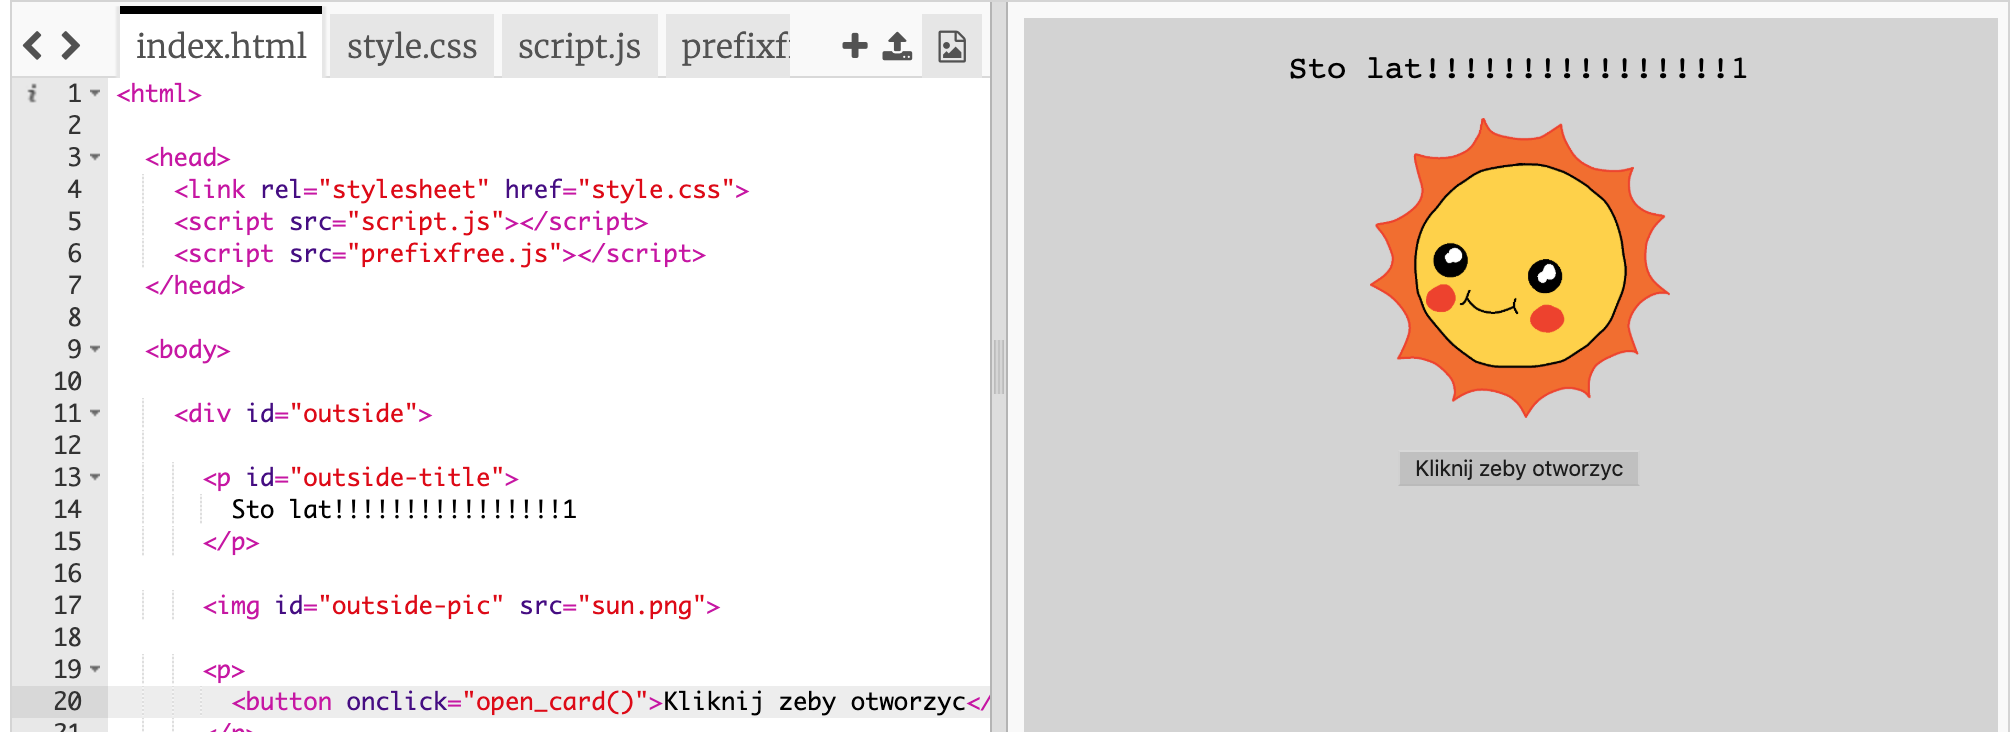 index.html style.css script.js prefixf
i 1 <html>
2
3 <head>
4 <link rel="stylesheet" href="style.css">
5 <script src="script.js"></script>
6 <script src="prefixfree.js"></script>
7 </head>
8
9 <body>
10
11 <div id="outside">
12
13 <p id="outside-title">
14 Sto lat!!!!!!!!!!!!!!!!1
15 </p>
16
17 <img id="outside-pic" src="sun.png">
18
19 <p>
20 <button onclick="open_card()">Kliknij zeby otworzyc</
21 </p>
Sto lat!!!!!!!!!!!!!!!!1
Kliknij zeby otworzyc